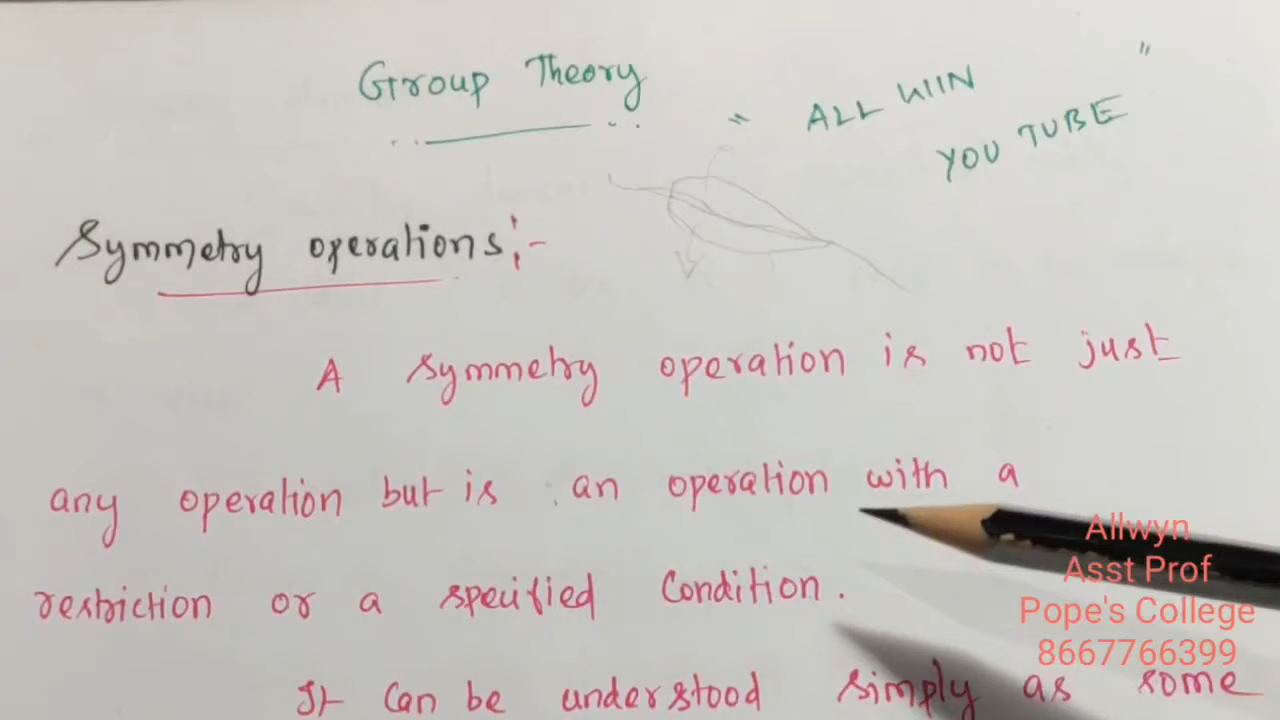 Group Theory
" ALL WIN
YOU TUBE "
Symmetry operations:-
A symmetry operation is not just
any operation but is an operation with a
restriction or a specified Condition.
It Can be understood simply as some
Allwyn
Asst Prof
Pope's College
8667766399